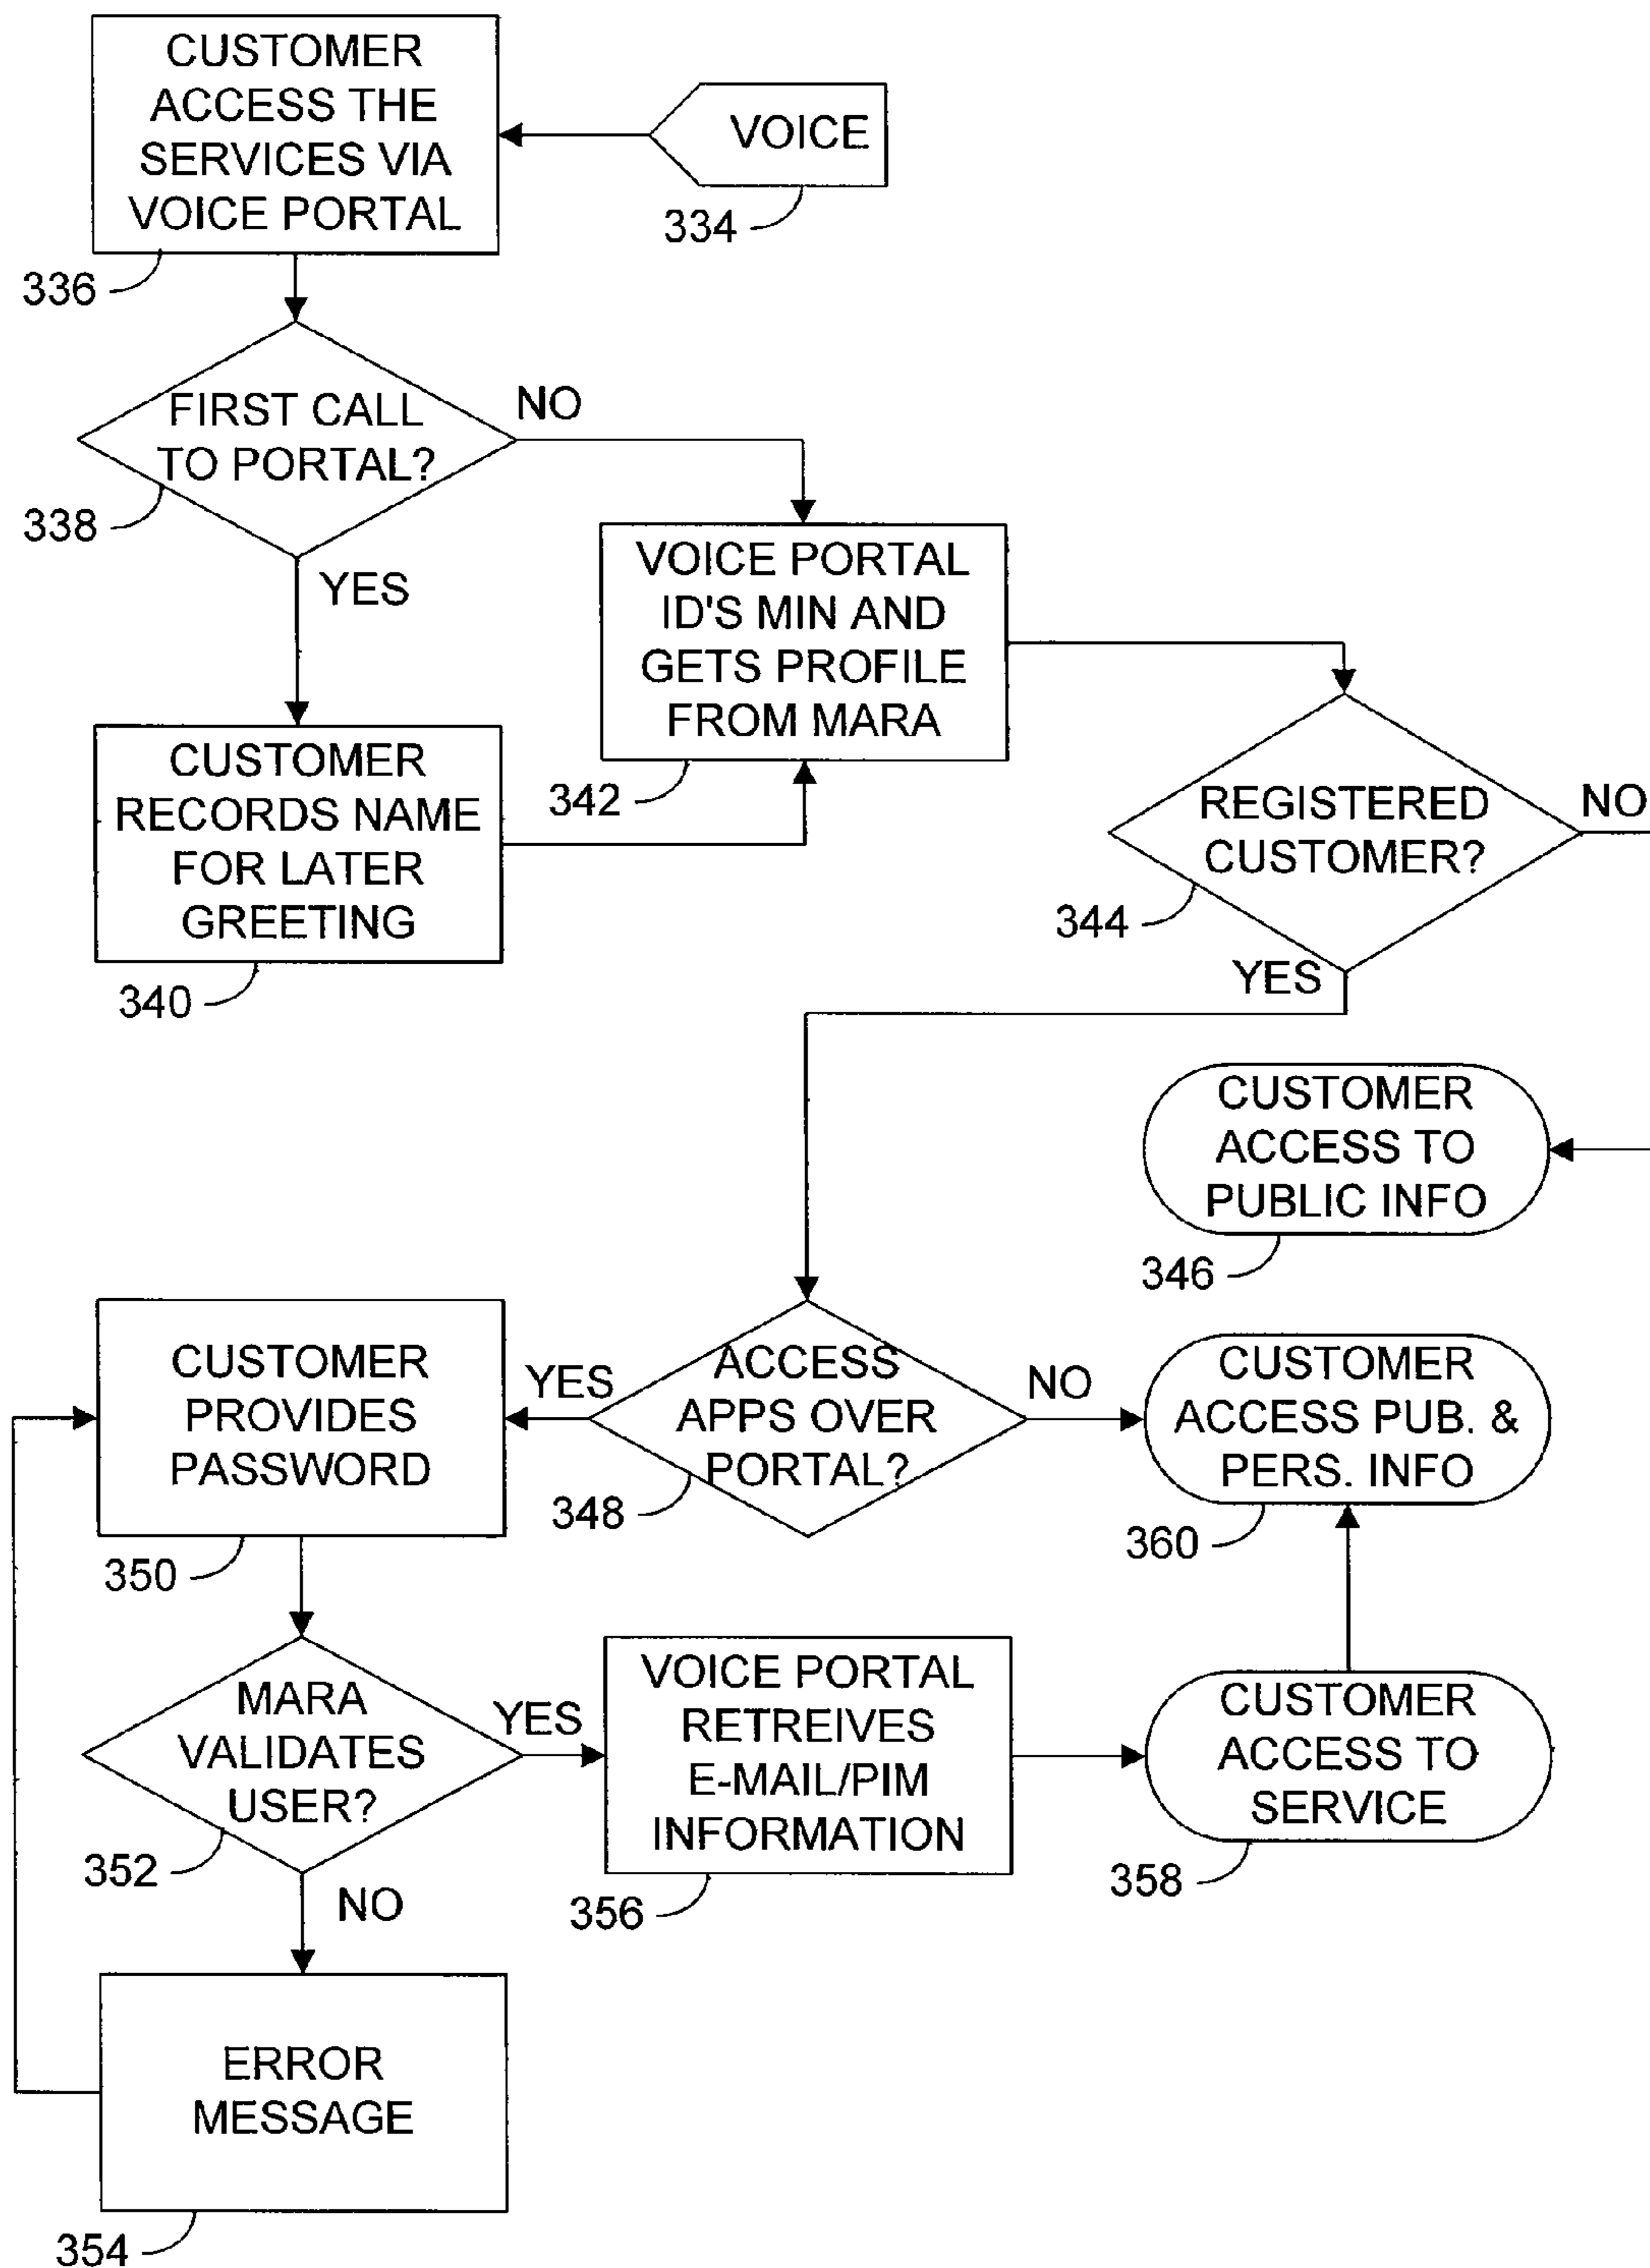 CUSTOMER
ACCESS THE
SERVICES VIA
VOICE PORTAL
336
VOICE
334
FIRST CALL
TO PORTAL?
338
NO
YES
CUSTOMER
RECORDS NAME
FOR LATER
GREETING
340
VOICE PORTAL
ID'S MIN AND
GETS PROFILE
FROM MARA
342
REGISTERED
CUSTOMER?
344
NO
YES
CUSTOMER
ACCESS TO
PUBLIC INFO
346
ACCESS
APPS OVER
PORTAL?
348
YES
NO
CUSTOMER
PROVIDES
PASSWORD
350
CUSTOMER
ACCESS PUB. &
PERS. INFO
360
MARA
VALIDATES
USER?
352
YES
NO
VOICE PORTAL
RETREIVES
E-MAIL/PIM
INFORMATION
356
CUSTOMER
ACCESS TO
SERVICE
358
ERROR
MESSAGE
354